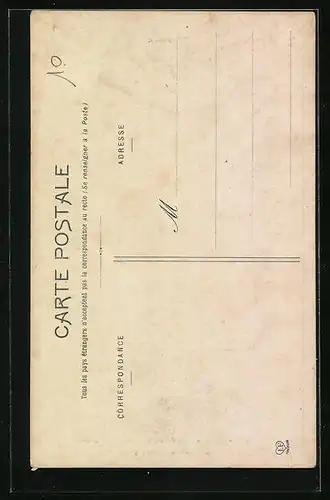 10
CARTE POSTALE
Tous les pays étrangers n'acceptent pas la correspondance au recto (Se renseigner à la Poste)
CORRESPONDANCE
ADRESSE
M